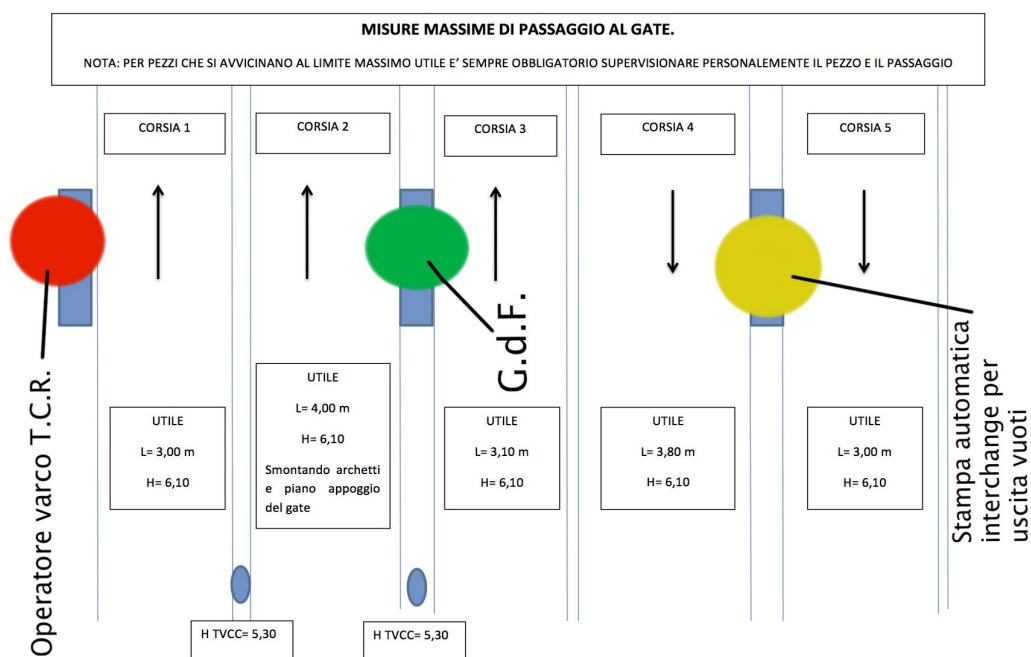 MISURE MASSIME DI PASSAGGIO AL GATE.
NOTA: PER PEZZI CHE SI AVVICINANO AL LIMITE MASSIMO UTILE E’ SEMPRE OBBLIGATORIO SUPERVISIONARE PERSONALEMENTE IL PEZZO E IL PASSAGGIO
CORSIA 1
CORSIA 2
CORSIA 3
CORSIA 4
CORSIA 5
Operatore varco T.C.R.
G.d.F.
Stampa automatica
interchange per
uscita vuoti
UTILE
L= 3,00 m
H= 6,10
UTILE
L= 4,00 m
H= 6,10
Smontando archetti
e piano appoggio
del gate
UTILE
L= 3,10 m
H= 6,10
UTILE
L= 3,80 m
H= 6,10
UTILE
L= 3,00 m
H= 6,10
H TVCC= 5,30
H TVCC= 5,30